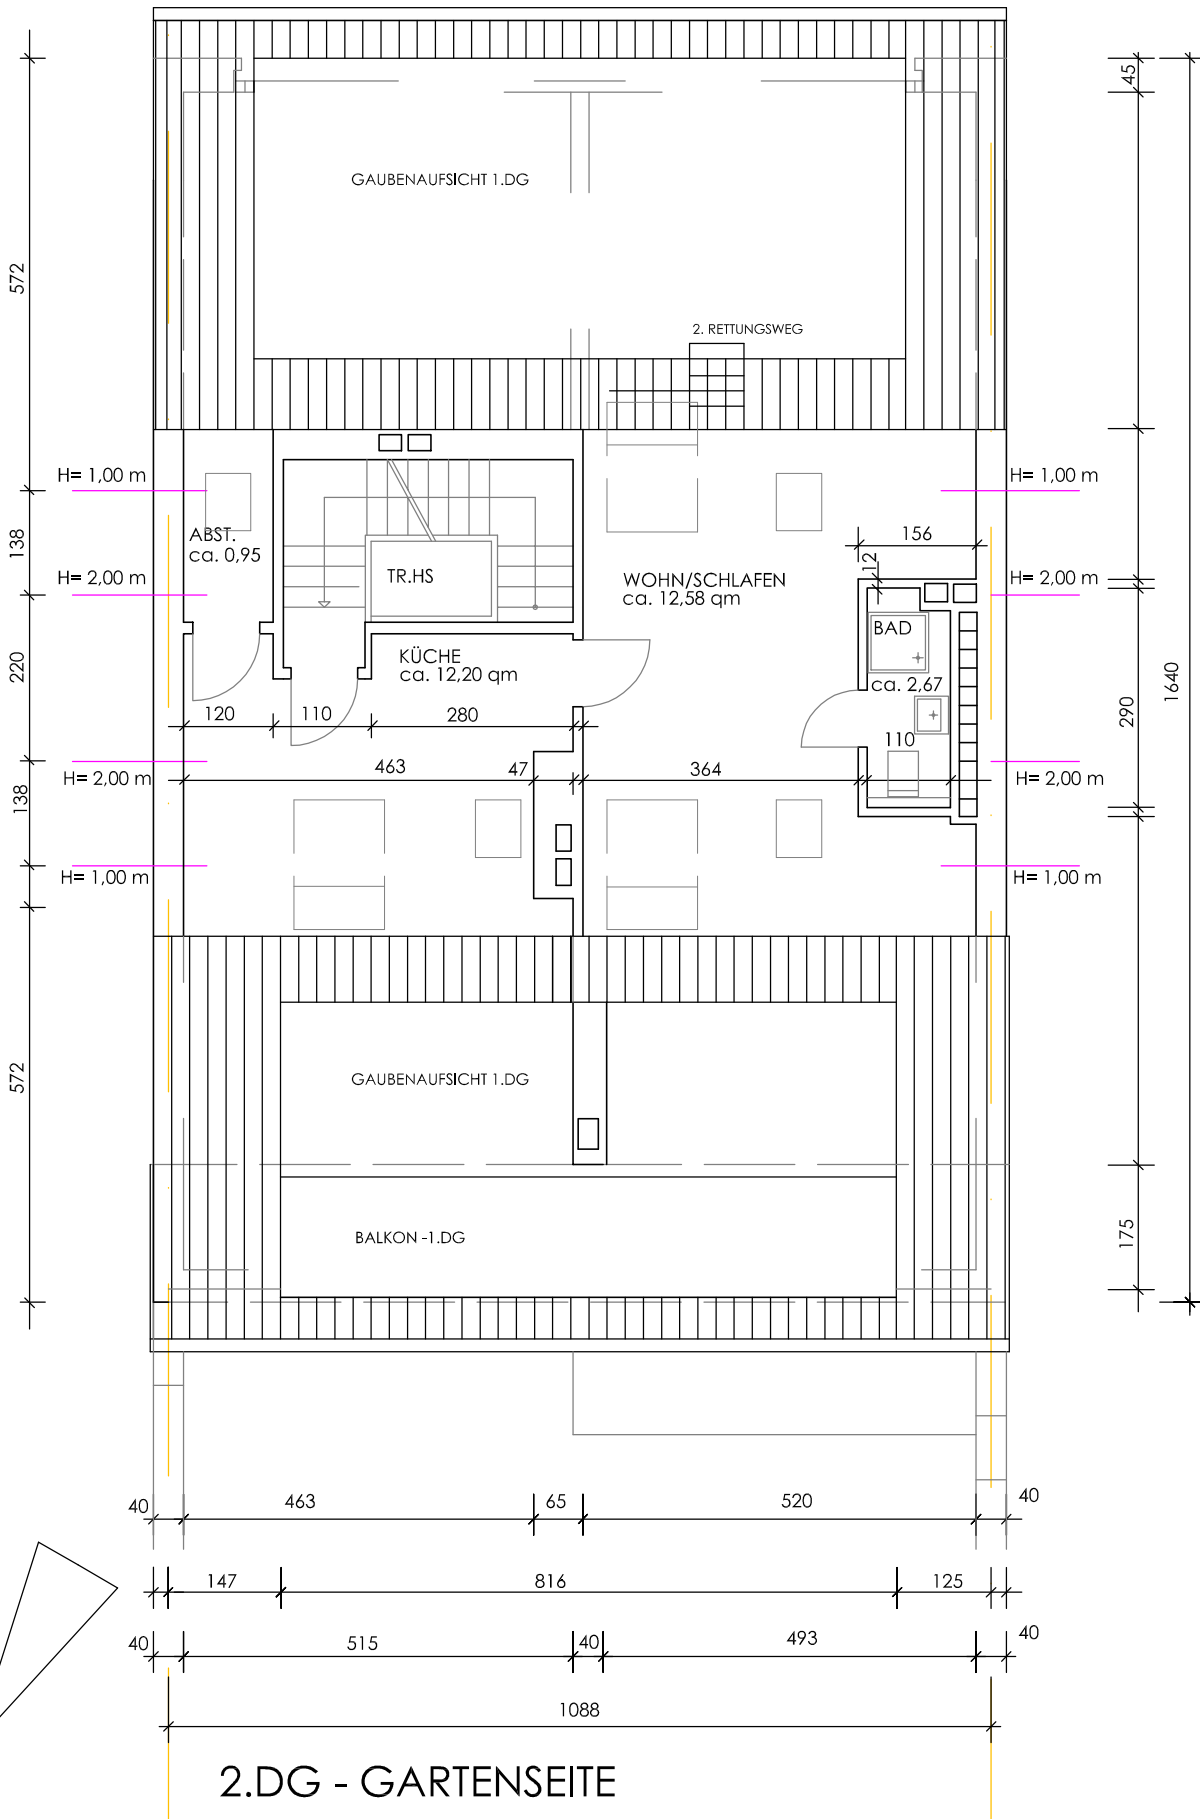 45
GAUBENAUFSICHT 1.DG
572
2. RETTUNGSWEG
H= 1,00 m
H= 1,00 m
138
ABST.
ca. 0,95
156
12
TR.HS
H= 2,00 m
WOHN/SCHLAFEN
ca. 12,58 qm
H= 2,00 m
BAD
KÜCHE
ca. 12,20 qm
220
ca. 2,67
1640
290
120
110
280
110
463
47
364
H= 2,00 m
H= 2,00 m
138
H= 1,00 m
H= 1,00 m
572
GAUBENAUFSICHT 1.DG
BALKON -1.DG
175
40
463
65
520
40
147
816
125
40
515
40
493
40
1088
2.DG - GARTENSEITE